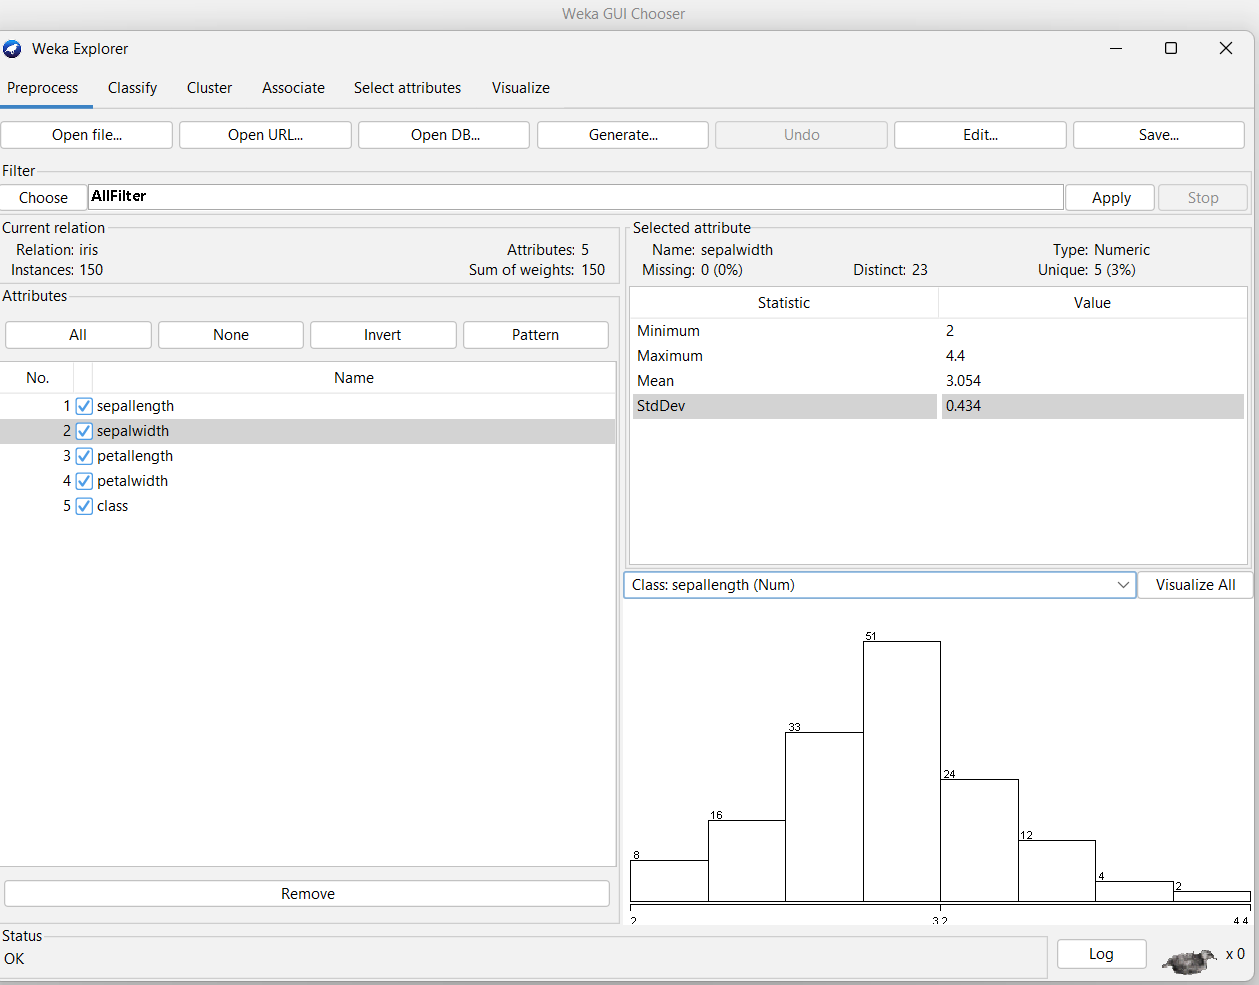 Weka GUI Chooser
Weka Explorer
Preprocess Classify Cluster Associate Select attributes Visualize
Open file... Open URL... Open DB... Generate... Undo Edit... Save...
Filter
Choose AllFilter Apply Stop
Current relation
Relation: iris Attributes: 5
Instances: 150 Sum of weights: 150
Attributes
All None Invert Pattern
No. Name
1 sepallength
2 sepalwidth
3 petallength
4 petalwidth
5 class
Remove
Selected attribute
Name: sepalwidth Type: Numeric
Missing: 0 (0%) Distinct: 23 Unique: 5 (3%)
Statistic Value
Minimum 2
Maximum 4.4
Mean 3.054
StdDev 0.434
Class: sepallength (Num) Visualize All
51
33
24
16
12
8
4
2
2 3.2 4.4
Status
OK
Log x 0